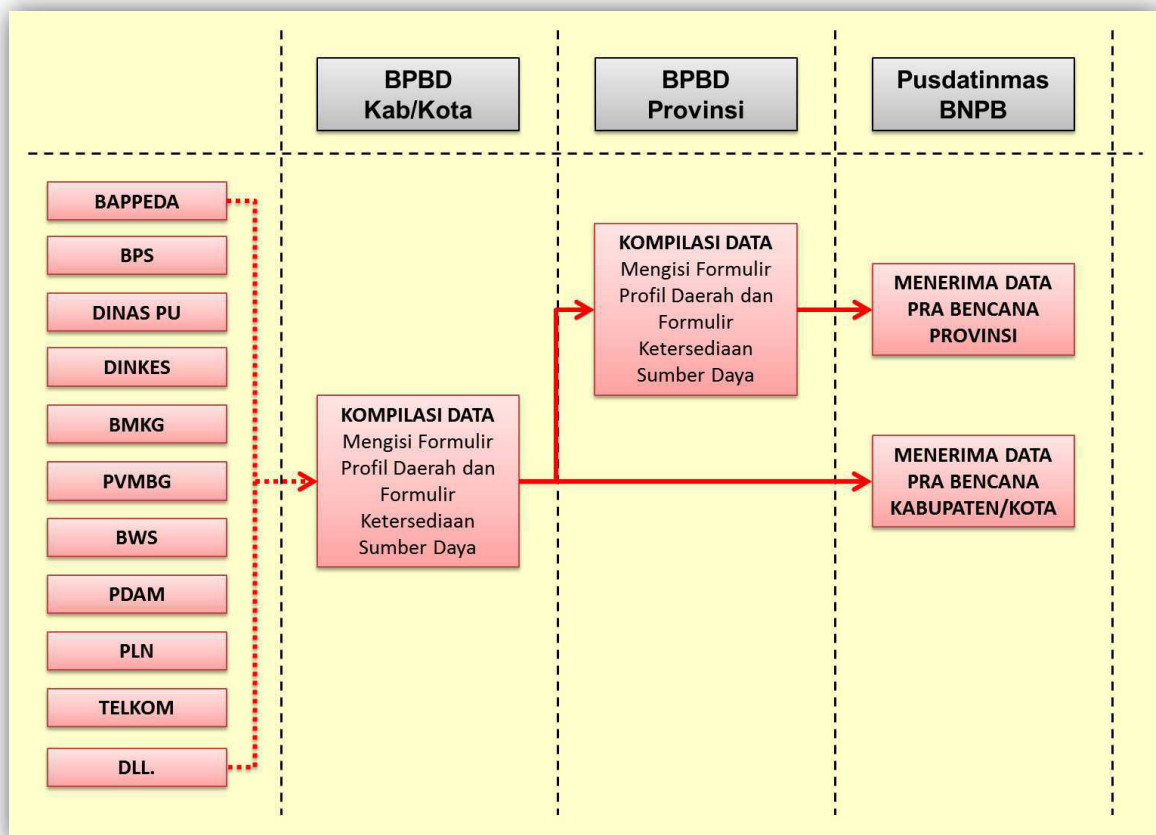 BPBD
Kab/Kota
BPBD
Provinsi
Pusdatinmas
BNPB
BAPPEDA
BPS
DINAS PU
DINKES
BMKG
PVMBG
BWS
PDAM
PLN
TELKOM
DLL.
KOMPILASI DATA
Mengisi Formulir
Profil Daerah dan
Formulir
Ketersediaan
Sumber Daya
KOMPILASI DATA
Mengisi Formulir
Profil Daerah dan
Formulir
Ketersediaan
Sumber Daya
MENERIMA DATA
PRA BENCANA
PROVINSI
MENERIMA DATA
PRA BENCANA
KABUPATEN/KOTA